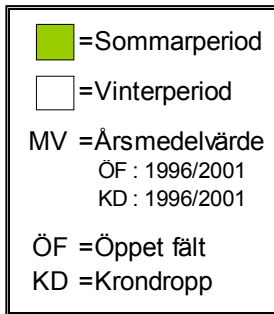 =Sommarperiod
=Vinterperiod
MV =Årsmedelvärde
ÖF : 1996/2001
KD : 1996/2001
ÖF =Öppet fält
KD =Krondropp